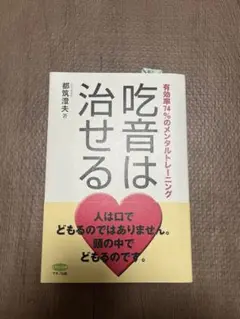 有効率74%のメンタルトレーニング
吃音は
治せる
都筑澄夫 著
人は口で
どもるのではありません。
頭の中で
どもるのです。